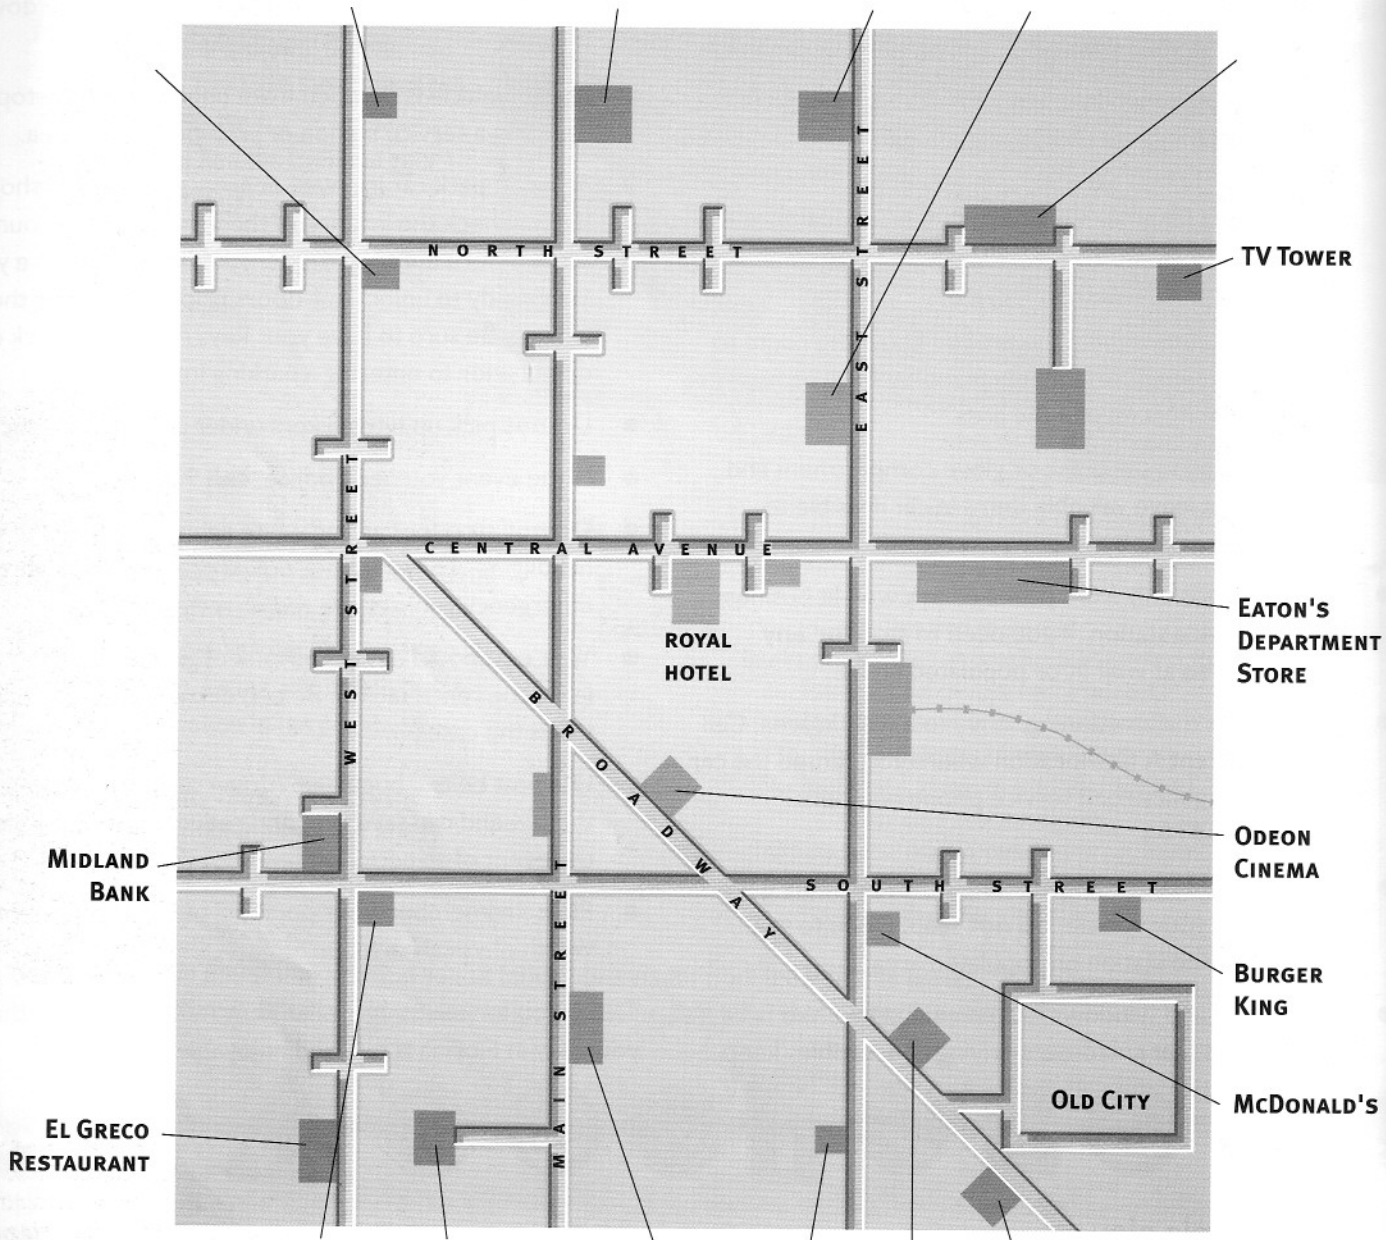 NORTH STREET
TV TOWER
EAST STREET
CENTRAL AVENUE
WEST STREET
ROYAL
HOTEL
EATON'S
DEPARTMENT
STORE
BROADWAY
ODEON
CINEMA
MIDLAND
BANK
SOUTH STREET
BURGER
KING
MAIN STREET
OLD CITY
MCDONALD'S
EL GRECO
RESTAURANT